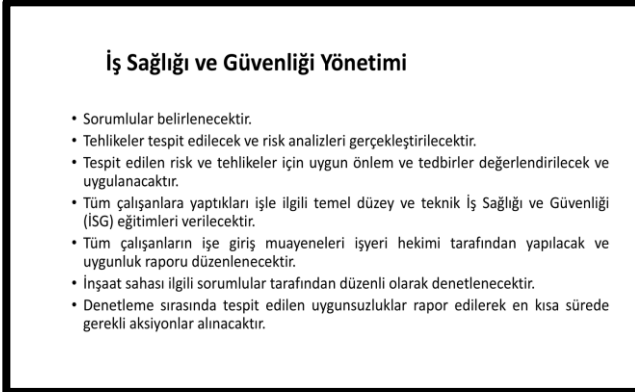 İş Sağlığı ve Güvenliği Yönetimi
• Sorumlular belirlenecektir.
• Tehlikeler tespit edilecek ve risk analizleri gerçekleştirilecektir.
• Tespit edilen risk ve tehlikeler için uygun önlem ve tedbirler değerlendirilecek ve
uygulanacaktır.
• Tüm çalışanlara yaptıkları işle ilgili temel düzey ve teknik İş Sağlığı ve Güvenliği
(İSG) eğitimleri verilecektir.
• Tüm çalışanların işe giriş muayeneleri işyeri hekimi tarafından yapılacak ve
uygunluk raporu düzenlenecektir.
• İnşaat sahası ilgili sorumlular tarafından düzenli olarak denetlenecektir.
• Denetleme sırasında tespit edilen uygunsuzluklar rapor edilerek en kısa sürede
gerekli aksiyonlar alınacaktır.